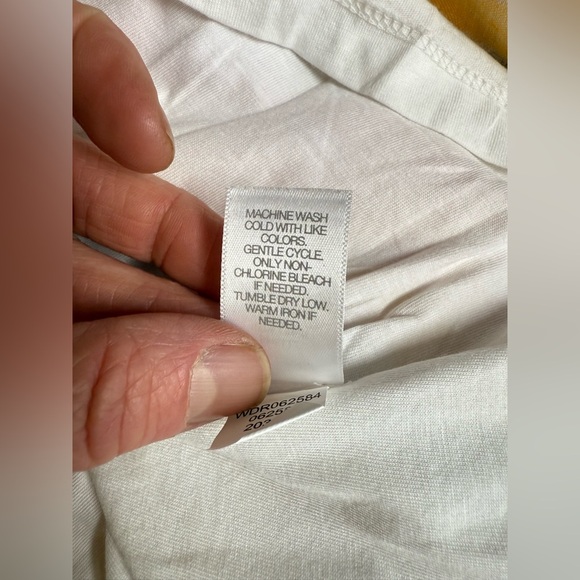 MACHINE WASH
COLD WITH LIKE
COLORS.
GENTLE CYCLE.
ONLY NON-
CHLORINE BLEACH
IF NEEDED.
TUMBLE DRY LOW.
WARM IRON IF
NEEDED.
WDR062584